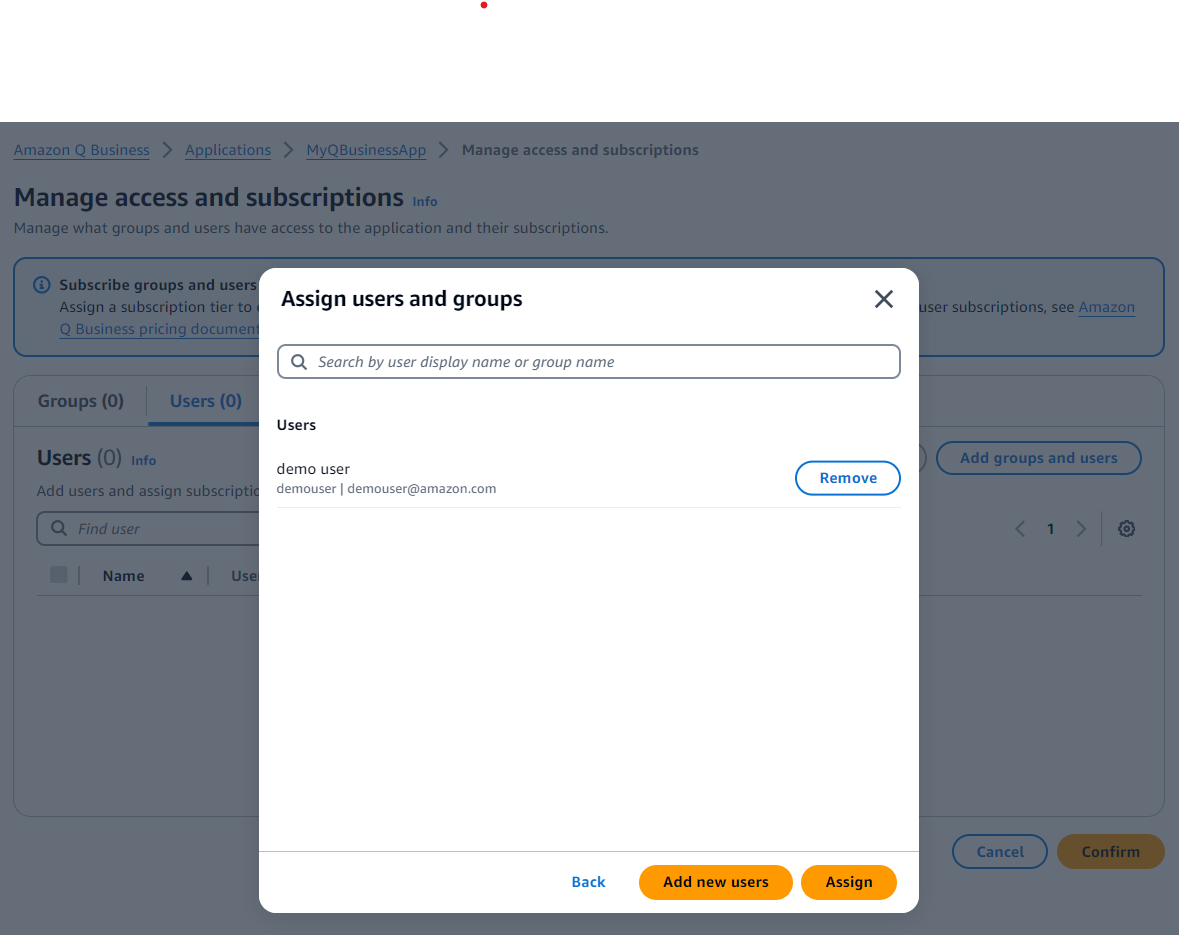 Amazon Q Business > Applications > MyQBusinessApp > Manage access and subscriptions
Manage access and subscriptions Info
Manage what groups and users have access to the application and their subscriptions.
Subscribe groups and users
Assign a subscription tier to
user subscriptions, see Amazon
Q Business pricing document
Assign users and groups
Search by user display name or group name
Users
demo user
demouser | demouser@amazon.com
Remove
Back
Add new users
Assign
Groups (0)
Users (0)
Users (0) Info
Add groups and users
Add users and assign subscriptio
Find user
1
Name
Use
Cancel
Confirm